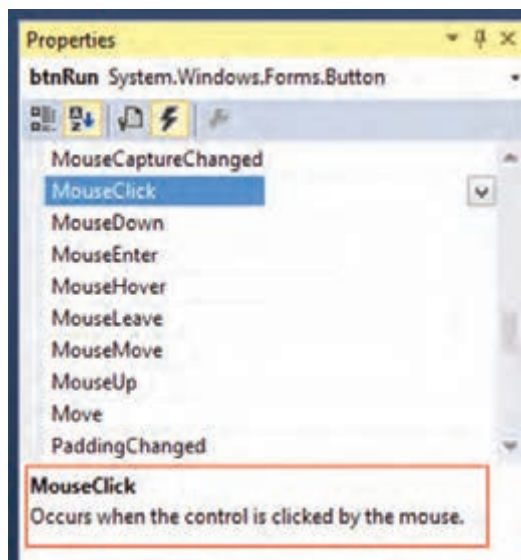 Properties
btnRun System.Windows.Forms.Button
MouseCaptureChanged
MouseClick
MouseDown
MouseEnter
MouseHover
MouseLeave
MouseMove
MouseUp
Move
PaddingChanged
MouseClick
Occurs when the control is clicked by the mouse.